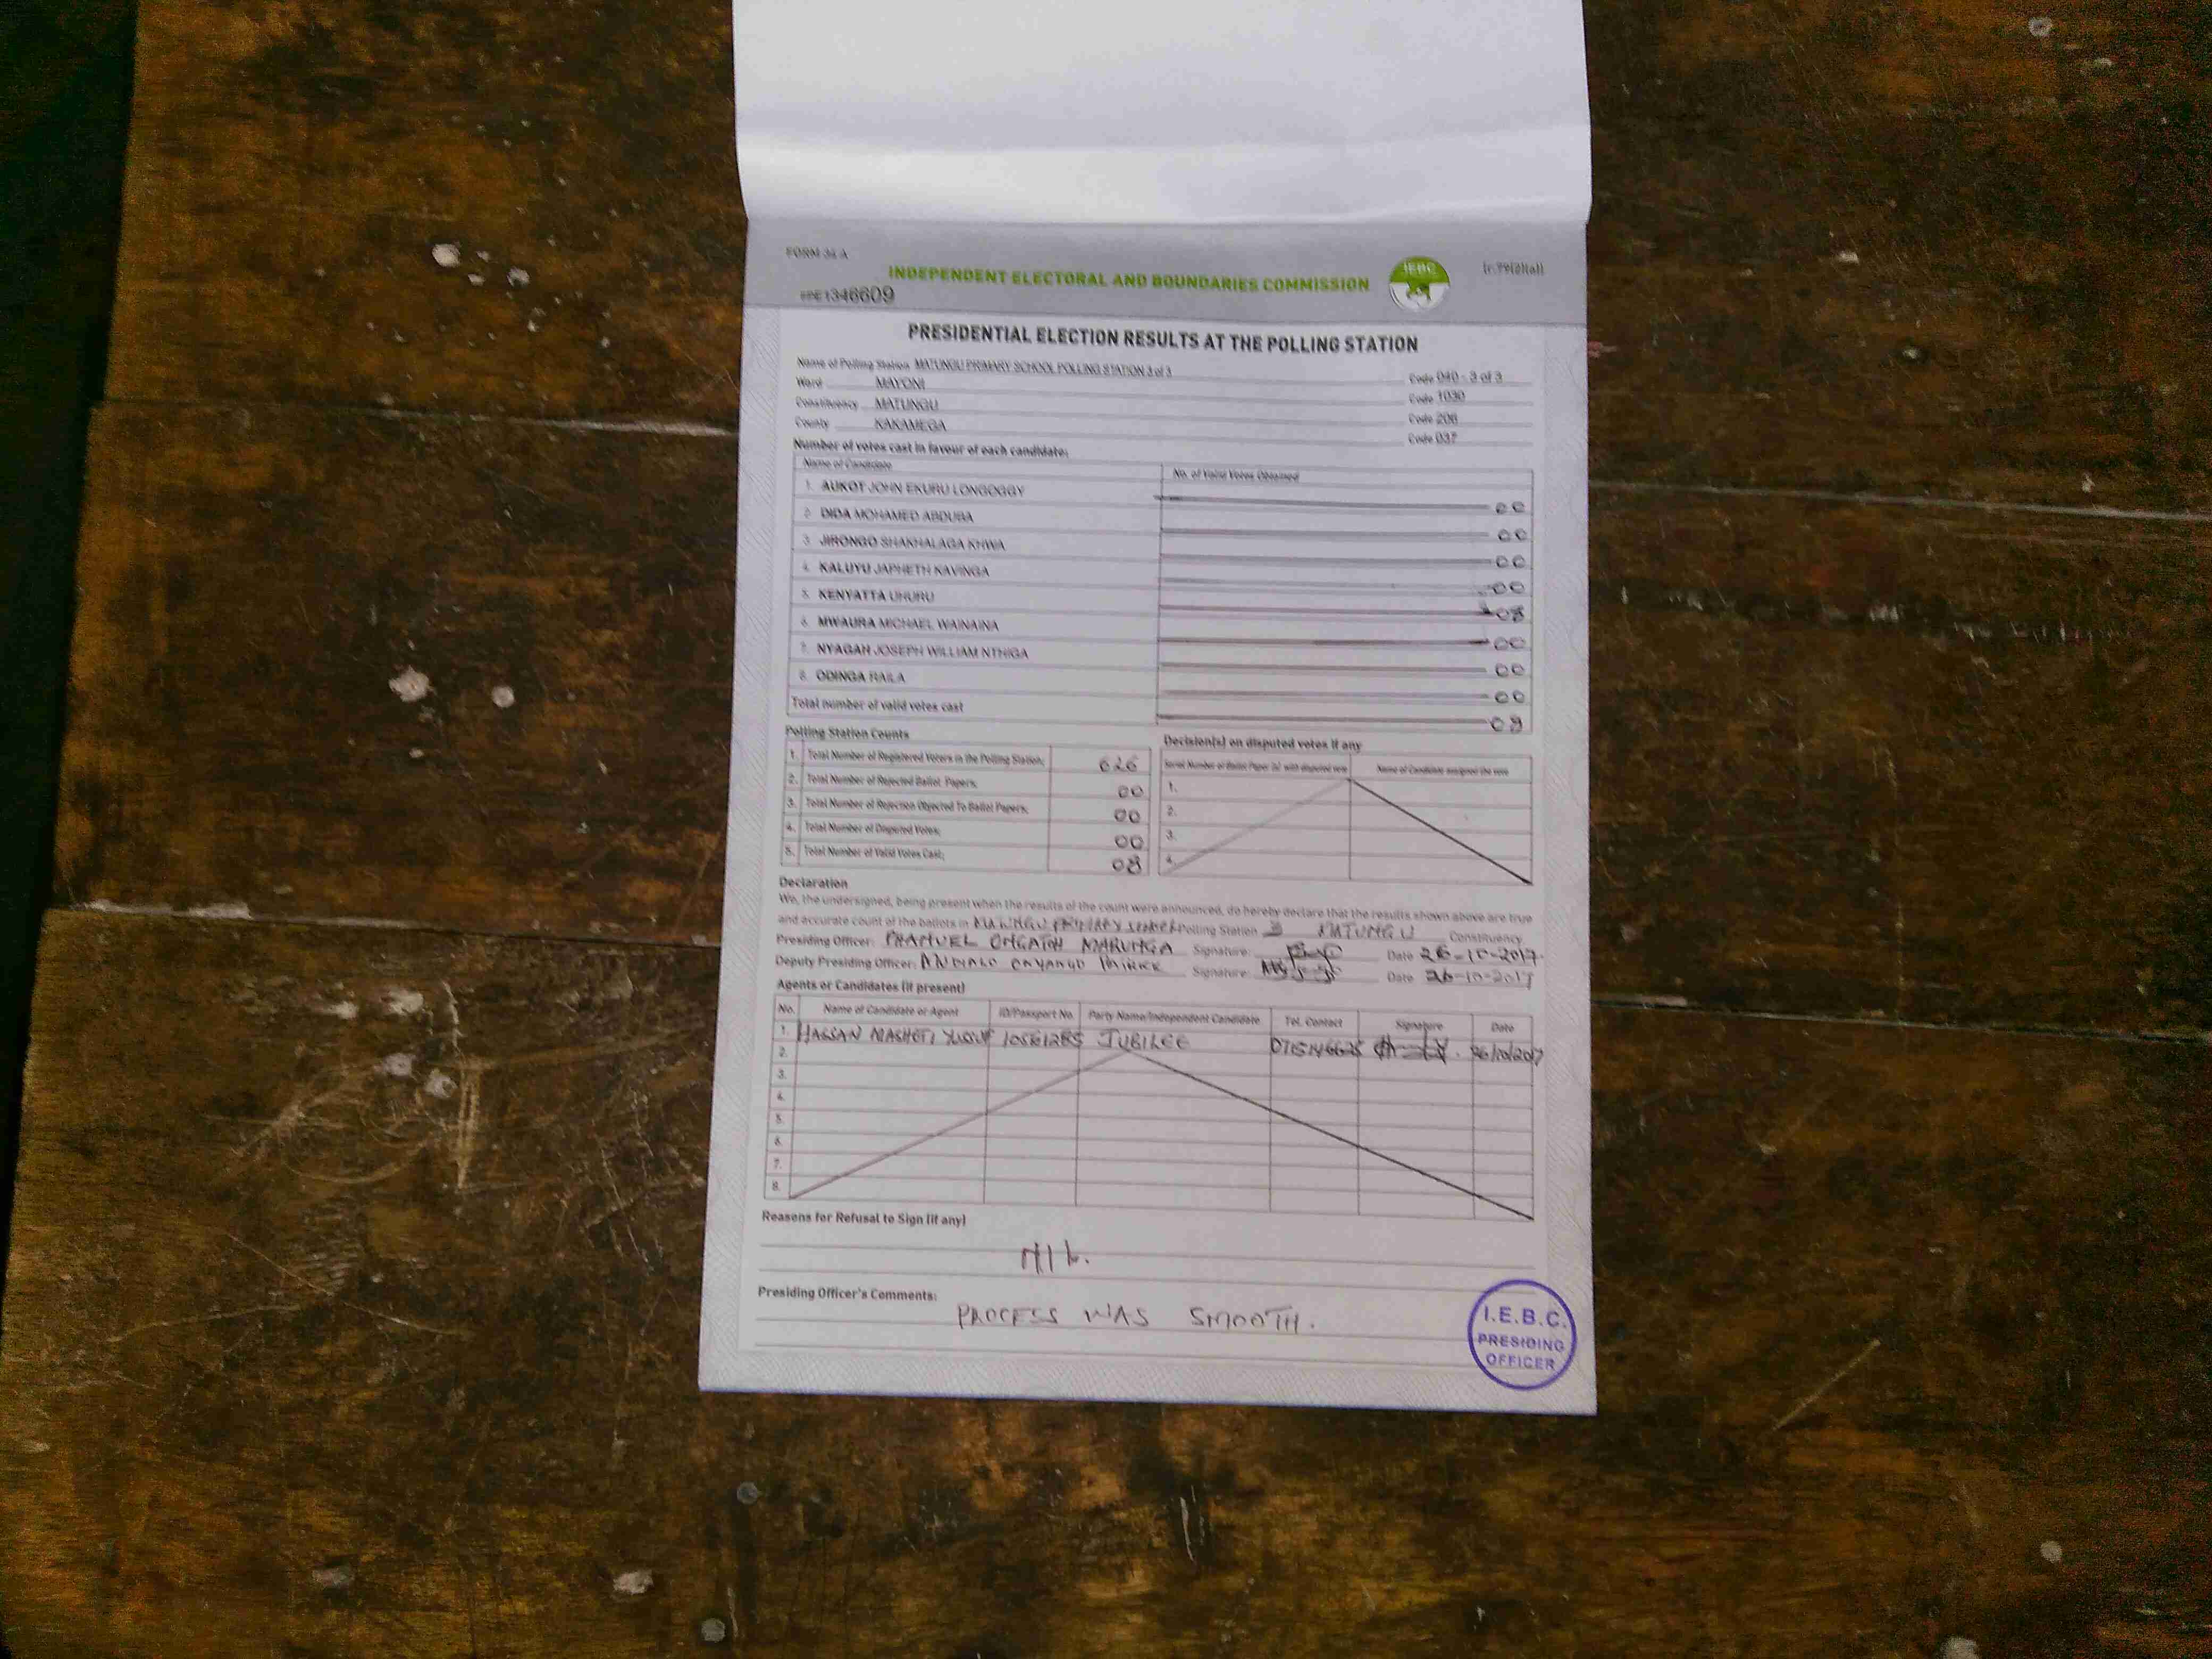 FORM 34 A
INDEPENDENT ELECTORAL AND BOUNDARIES COMMISSION
IEBC
1346609
PRESIDENTIAL ELECTION RESULTS AT THE POLLING STATION
Name of Polling Station MATUNGU PRIMARY SCHOOL POLLING STATION 3 of 3 Code 040 - 3 of 3
Ward MAYONI Code 1030
Constituency MATUNGU Code 206
County KAKAMEGA Code 037
Number of votes cast in favour of each candidate:
Name of Candidate No. of Valid Votes Obtained
1. AUKOT JOHN EKURU LONGOGGY 00
2. DIDA MOHAMED ABDUBA 00
3. JIRONGO SHAKHALAGA KHWA 00
4. KALUYU JAPHETH KAVINGA 00
5. KENYATTA UHURU 08
6. MWAURA MICHAEL WAINAINA 00
7. NYAGAH JOSEPH WILLIAM NTHIGA 00
8. ODINGA RAILA 00
Total number of valid votes cast 08
Polling Station Counts
1. Total Number of Registered Voters in the Polling Station; 626
2. Total Number of Rejected Ballot Papers; 00
3. Total Number of Rejection Objected To Ballot Papers; 00
4. Total Number of Disputed Votes; 00
5. Total Number of Valid Votes Cast; 08
Decision(s) on disputed votes if any
Serial Number of Ballot Paper (s) with disputed vote Name of Candidate assigned the vote
1.
2.
3.
4.
Declaration
We, the undersigned, being present when the results of the count were announced, do hereby declare that the results shown above are true
and accurate count of the ballots in MATUNGU PRIMARY SCHOOL Polling Station 3 MATUNGU Constituency
Presiding Officer: Signature: Date 26-10-2017
Deputy Presiding Officer: ONYANGO Signature: Date 26-10-2017
Agents or Candidates (if present)
No. Name of Candidate or Agent ID/Passport No. Party Name/Independent Candidate Tel. Contact Signature Date
1. HASSAN YUSUF JUBILEE 26/10/2017
2.
3.
4.
5.
6.
7.
8.
Reasons for Refusal to Sign (if any)
NIL.
Presiding Officer's Comments:
PROCESS WAS SMOOTH.
I.E.B.C.
PRESIDING
OFFICER